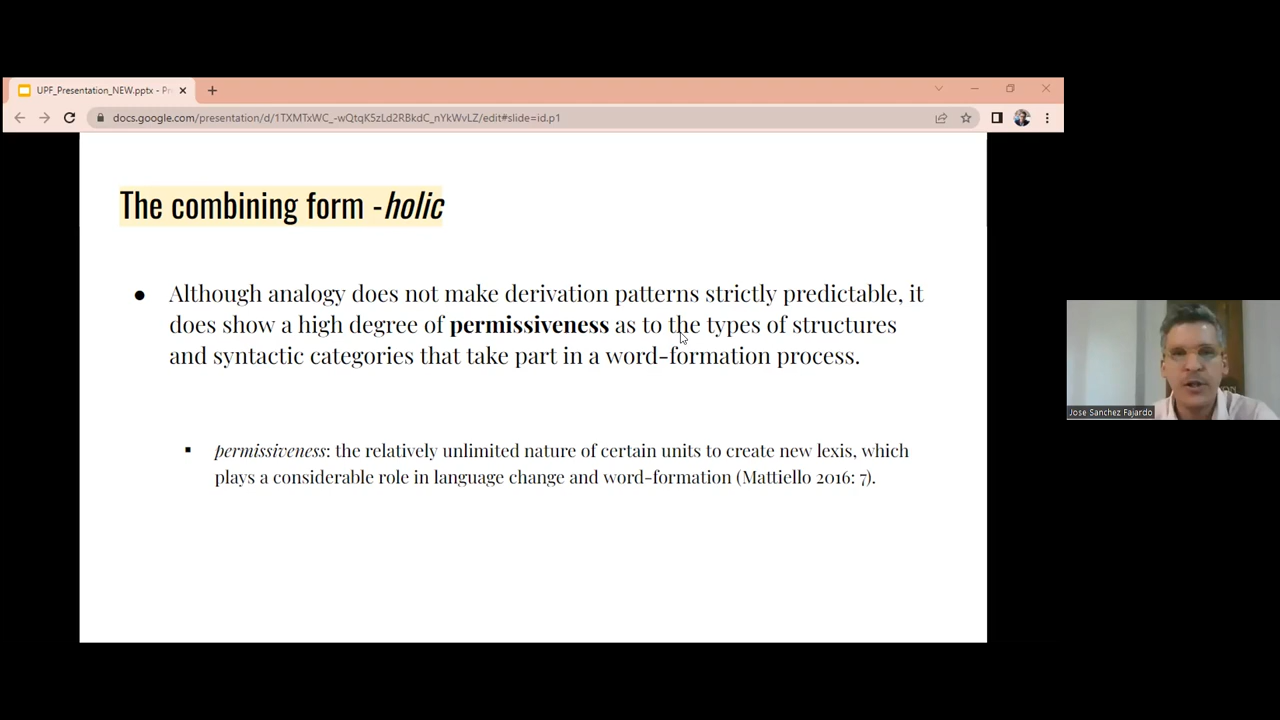 UPF_Presentation_NEW.pptx - Pr
docs.google.com/presentation/d/1TXMTxWC_-wQtqK5zLd2RBkdC_nYkWvLZ/edit#slide=id.p1
The combining form -holic
● Although analogy does not make derivation patterns strictly predictable, it
does show a high degree of permissiveness as to the types of structures
and syntactic categories that take part in a word-formation process.
▪ permissiveness: the relatively unlimited nature of certain units to create new lexis, which
plays a considerable role in language change and word-formation (Mattiello 2016: 7).
Jose Sanchez Fajardo